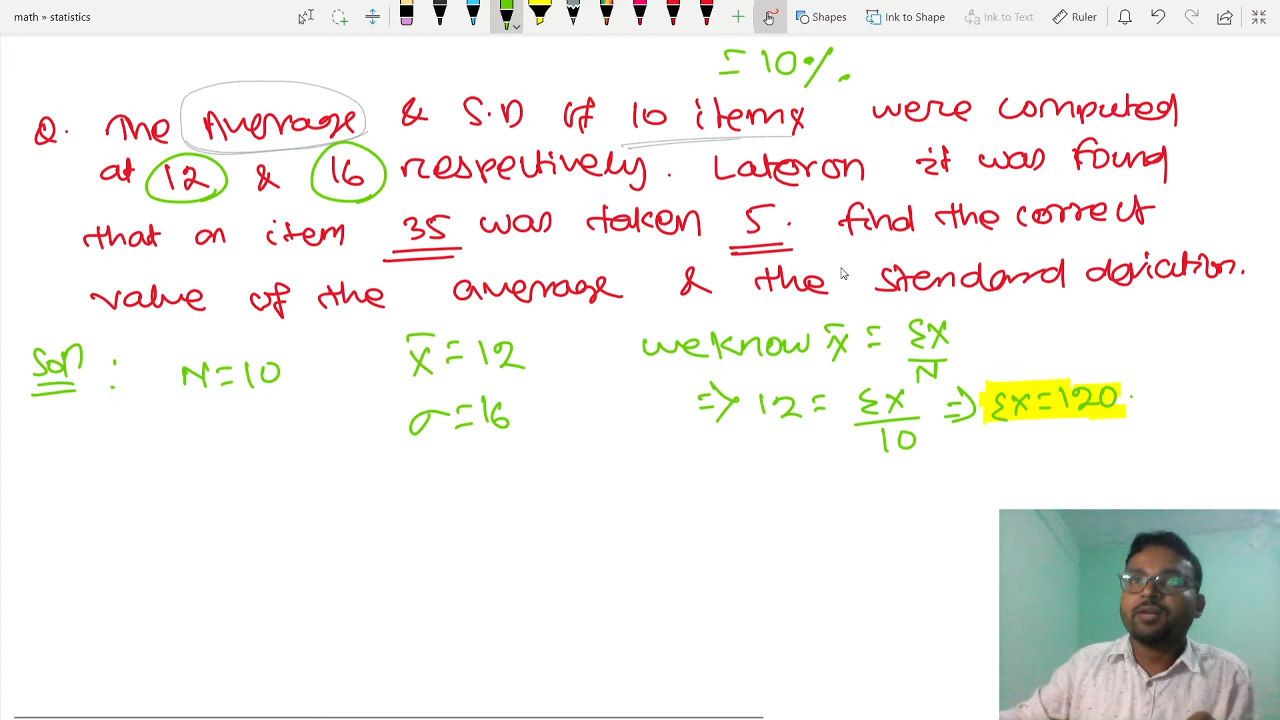 math » statistics
Shapes
Ink to Shape
Ink to Text
Ruler
= 10%.
Q. The Average & S.D of 10 items were computed
at 12 & 16 respectively. Later on it was found
that an item 35 was taken 5. find the correct
value of the average & the standard deviation.
Soln : N=10 x̄=12 we know x̄ = Σx/N
σ=16 => 12 = Σx/10 => Σx=120.